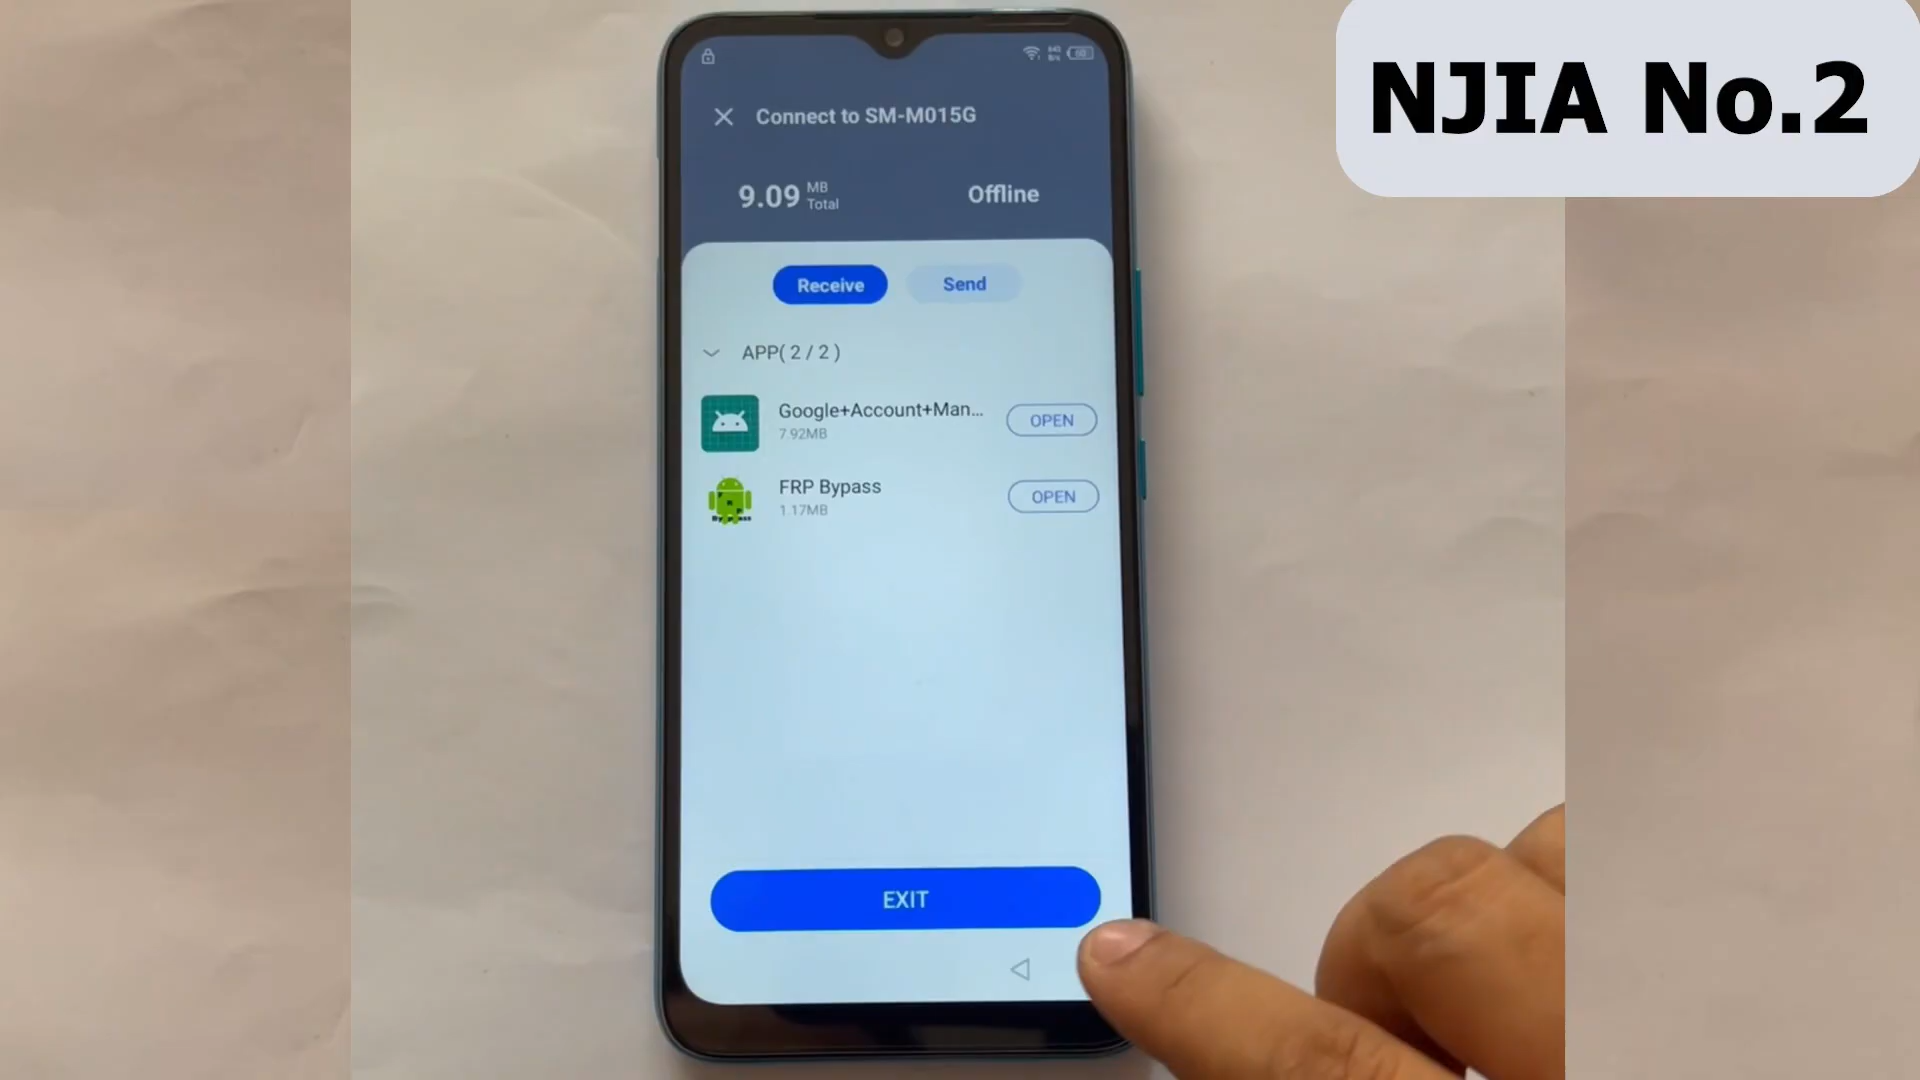 NJIA No.2
Connect to SM-M015G
9.09 MB Total
Offline
Receive
Send
APP( 2 / 2 )
Google+Account+Man...
7.92MB
OPEN
FRP Bypass
1.17MB
OPEN
EXIT